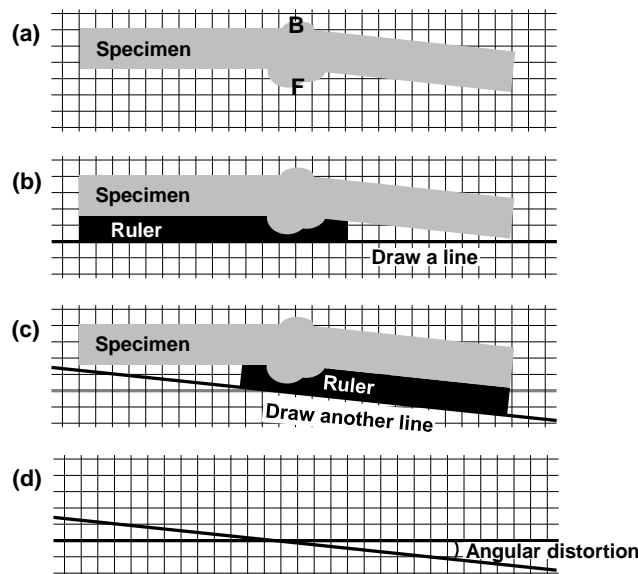 (a)
B
Specimen
F
(b)
Specimen
Ruler
Draw a line
(c)
Specimen
Ruler
Draw another line
(d)
Angular distortion